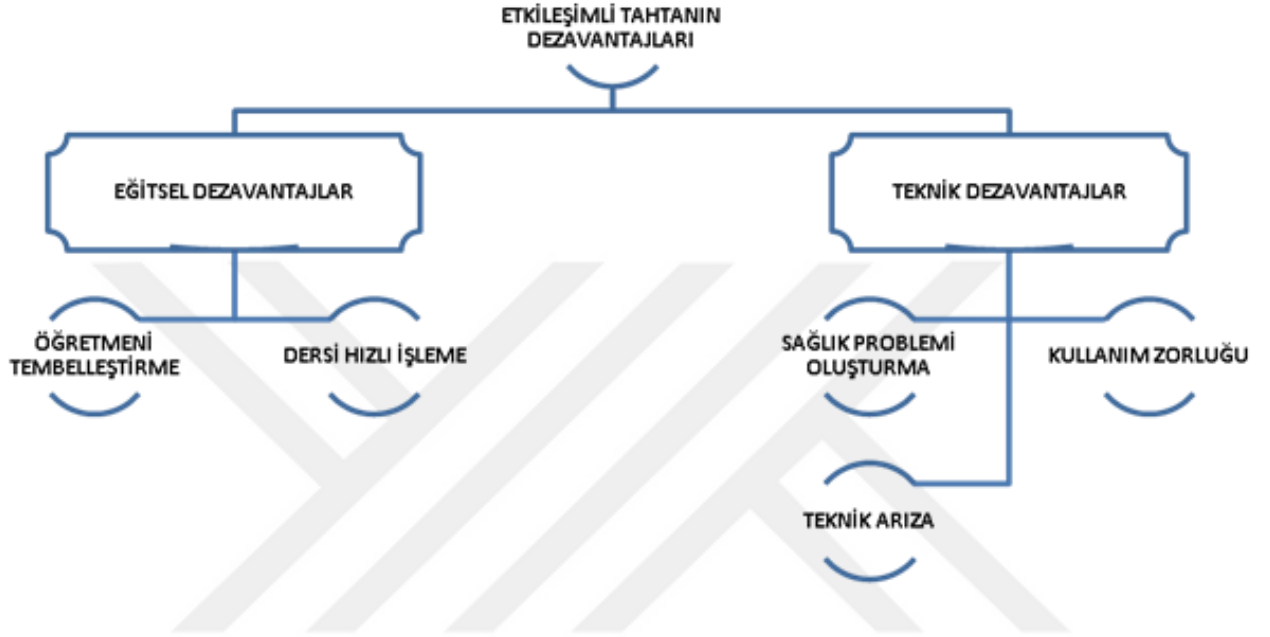 ETKİLEŞİMLİ TAHTANIN
DEZAVANTAJLARI
EĞİTSEL DEZAVANTAJLAR
TEKNİK DEZAVANTAJLAR
ÖĞRETMENİ
TEMBELLEŞTİRME
DERSİ HIZLI İŞLEME
SAĞLIK PROBLEMİ
OLUŞTURMA
KULLANIM ZORLUĞU
TEKNİK ARIZA